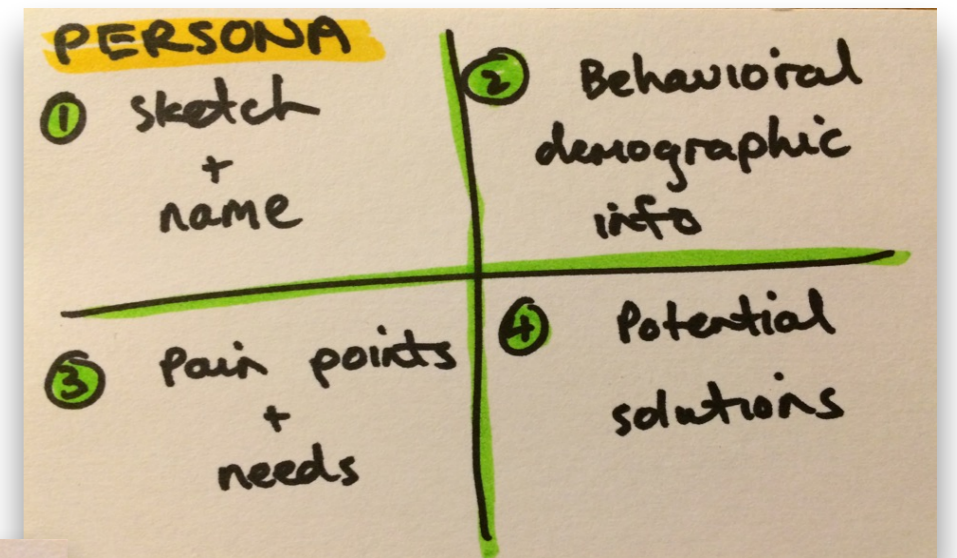 PERSONA
① sketch
+
name
② Behavioral
demographic
info
③ Pain points
+
needs
④ Potential
solutions